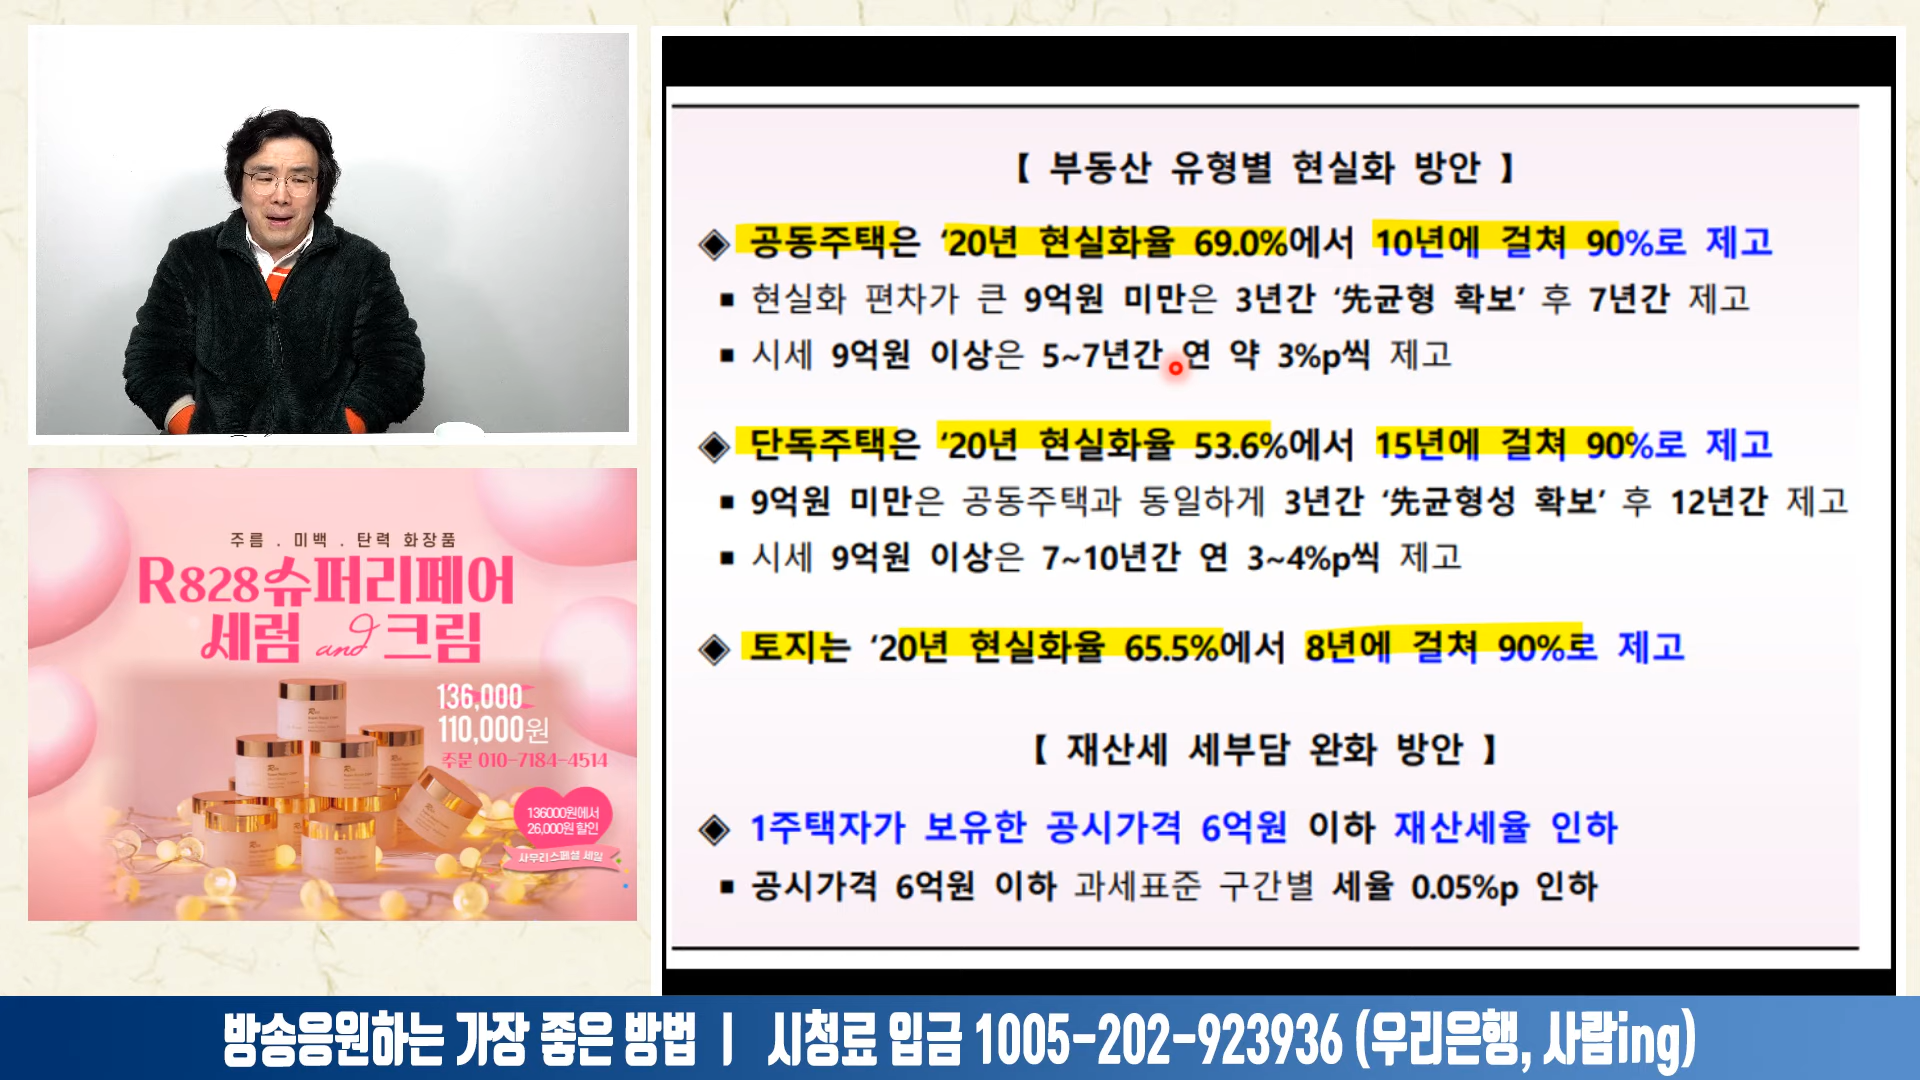 【 부동산 유형별 현실화 방안 】
◈ 공동주택은 ‘20년 현실화율 69.0%에서 10년에 걸쳐 90%로 제고
▪ 현실화 편차가 큰 9억원 미만은 3년간 ‘先균형 확보’ 후 7년간 제고
▪ 시세 9억원 이상은 5~7년간 연 약 3%p씩 제고
◈ 단독주택은 ‘20년 현실화율 53.6%에서 15년에 걸쳐 90%로 제고
▪ 9억원 미만은 공동주택과 동일하게 3년간 ‘先균형성 확보’ 후 12년간 제고
▪ 시세 9억원 이상은 7~10년간 연 3~4%p씩 제고
◈ 토지는 ‘20년 현실화율 65.5%에서 8년에 걸쳐 90%로 제고
【 재산세 세부담 완화 방안 】
◈ 1주택자가 보유한 공시가격 6억원 이하 재산세율 인하
▪ 공시가격 6억원 이하 과세표준 구간별 세율 0.05%p 인하
주름 . 미백 . 탄력 화장품
R828슈퍼리페어
세럼 and 크림
136,000
110,000원
주문 010-7184-4514
136000원에서
26,000원 할인
사무리스페셜 세일
방송응원하는 가장 좋은 방법 | 시청료 입금 1005-202-923936 (우리은행, 사람ing)